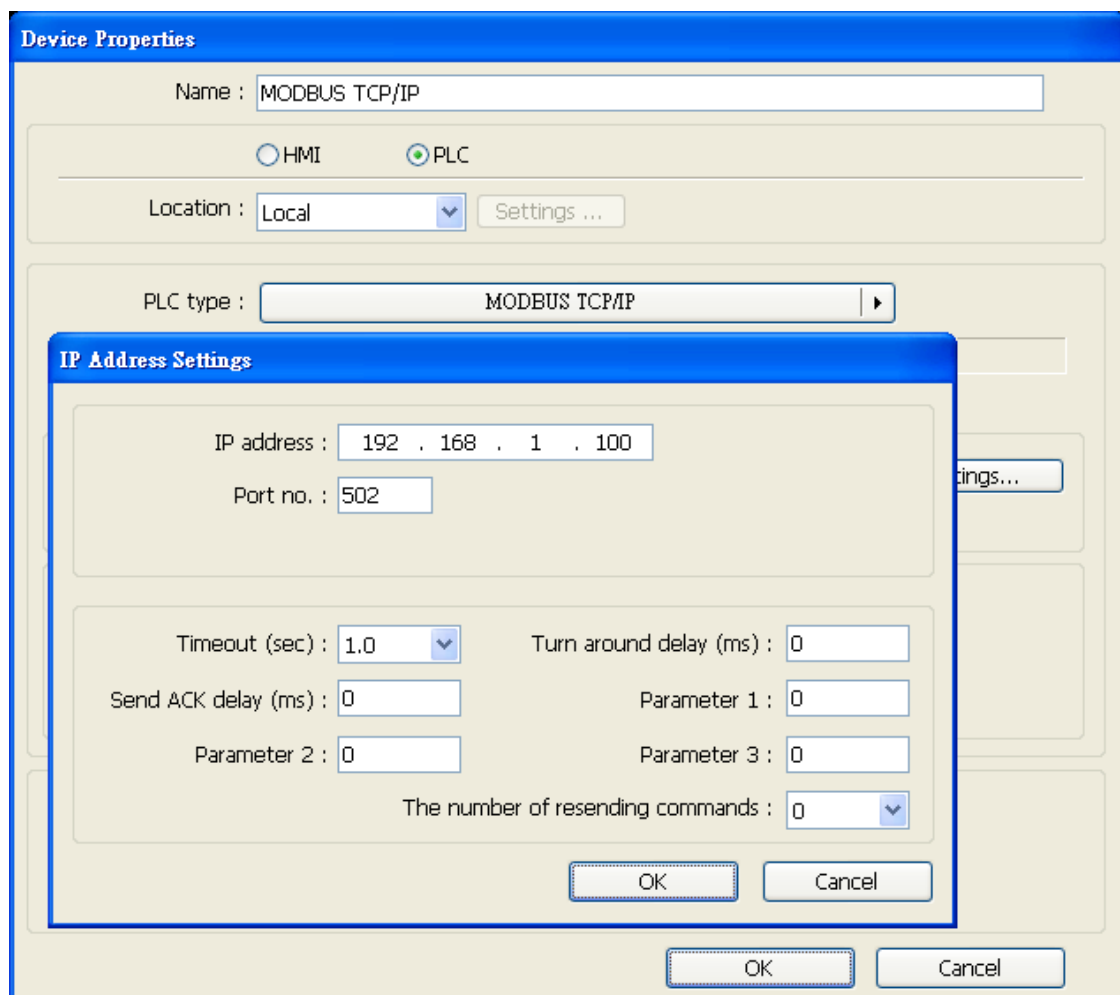 Device Properties
Name : MODBUS TCP/IP
HMI PLC
Location : Local Settings ...
PLC type : MODBUS TCP/IP
IP Address Settings
IP address : 192 . 168 . 1 . 100
Port no. : 502
tings...
Timeout (sec) : 1.0 Turn around delay (ms) : 0
Send ACK delay (ms) : 0 Parameter 1 : 0
Parameter 2 : 0 Parameter 3 : 0
The number of resending commands : 0
OK Cancel
OK Cancel